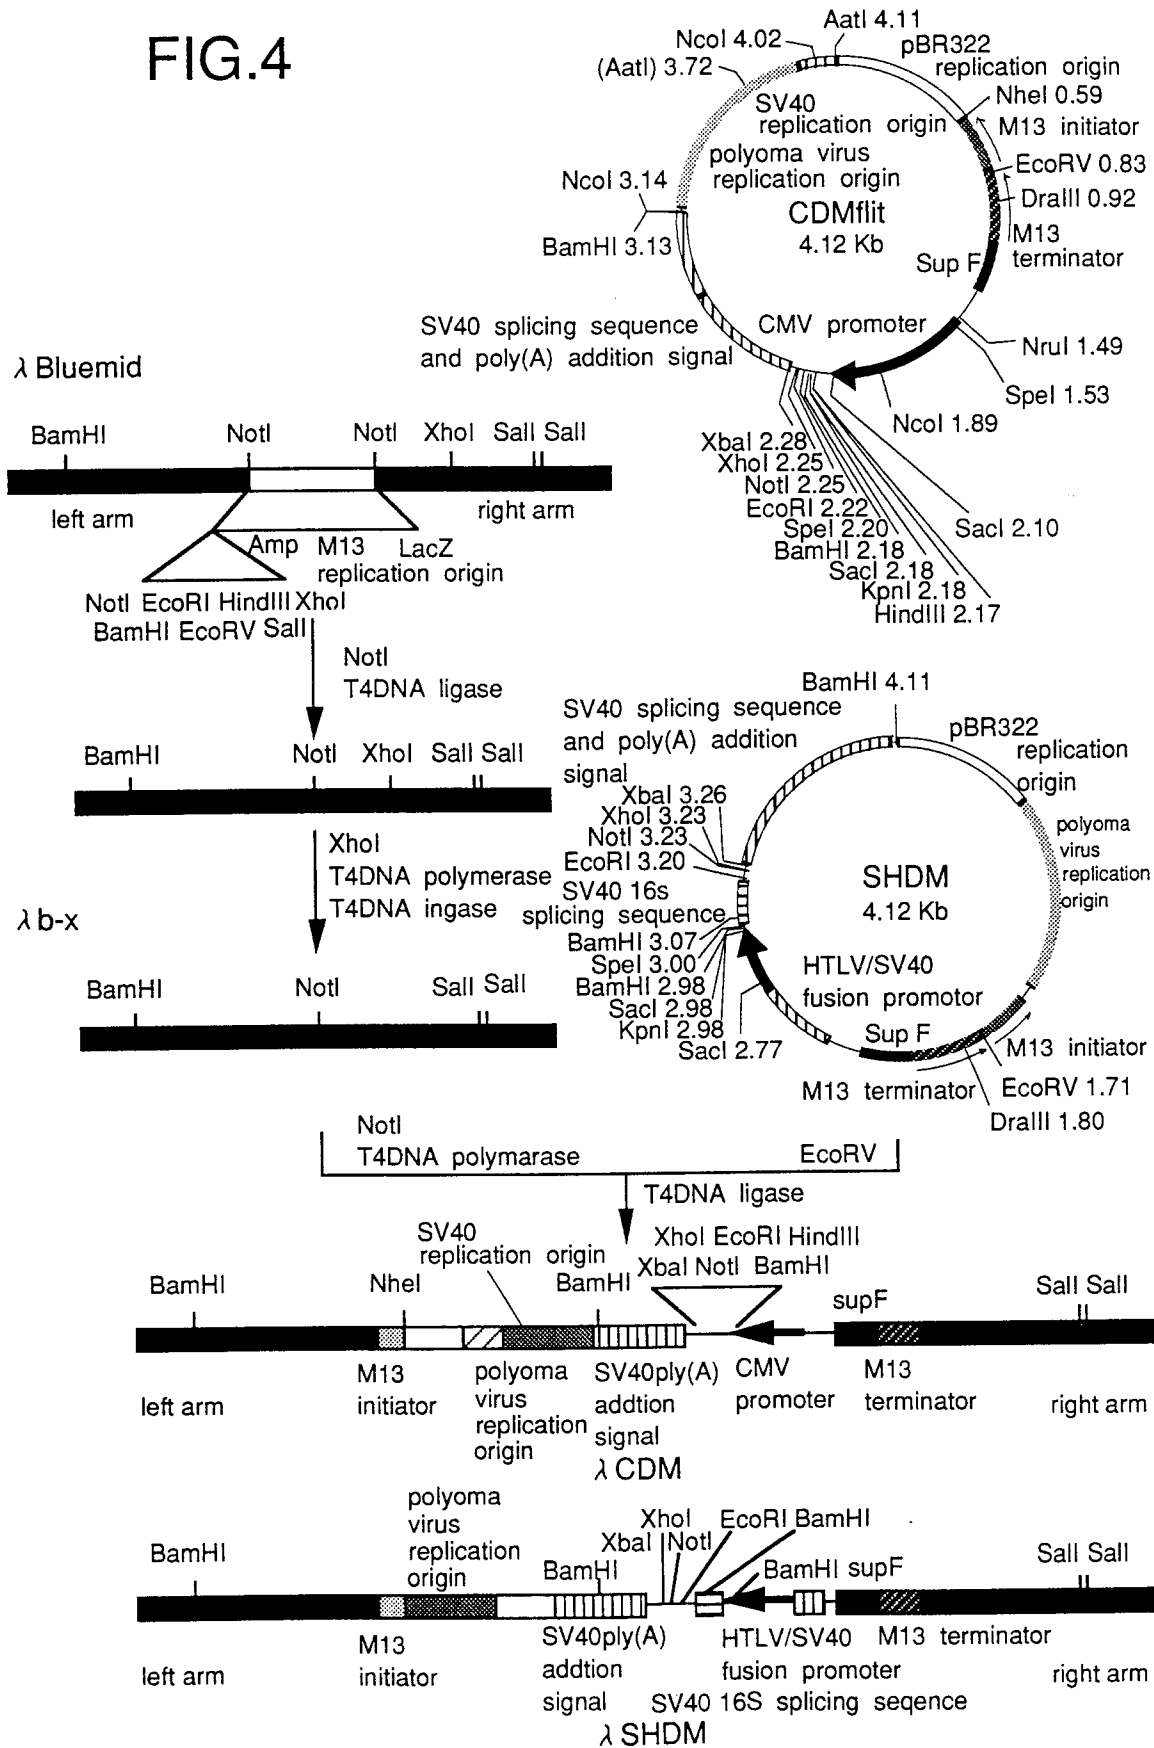 FIG.4
AatI 4.11
NcoI 4.02
(AatI) 3.72
pBR322
replication origin
NheI 0.59
SV40
replication origin
M13 initiator
polyoma virus
replication origin
EcoRV 0.83
NcoI 3.14
DraIII 0.92
CDMflit
4.12 Kb
BamHI 3.13
M13
terminator
Sup F
SV40 splicing sequence
and poly(A) addition signal
CMV promoter
NruI 1.49
SpeI 1.53
NcoI 1.89
XbaI 2.28
XhoI 2.25
NotI 2.25
EcoRI 2.22
SpeI 2.20
BamHI 2.18
SacI 2.18
KpnI 2.18
HindIII 2.17
SacI 2.10
λ Bluemid
BamHI NotI NotI XhoI SalI SalI
left arm right arm
Amp M13 LacZ
replication origin
NotI EcoRI HindIII XhoI
BamHI EcoRV SalI
NotI
T4DNA ligase
BamHI NotI XhoI SalI SalI
XhoI
T4DNA polymerase
T4DNA ingase
λ b-x
BamHI NotI SalI SalI
BamHI 4.11
SV40 splicing sequence
and poly(A) addition
signal
pBR322
replication
origin
XbaI 3.26
XhoI 3.23
NotI 3.23
EcoRI 3.20
SV40 16s
splicing sequence
BamHI 3.07
SpeI 3.00
BamHI 2.98
SacI 2.98
KpnI 2.98
SacI 2.77
polyoma
virus
replication
origin
SHDM
4.12 Kb
HTLV/SV40
fusion promotor
Sup F
M13 initiator
M13 terminator
EcoRV 1.71
DraIII 1.80
NotI
T4DNA polymarase
EcoRV
T4DNA ligase
SV40
replication origin
XhoI EcoRI HindIII
XbaI NotI BamHI
BamHI NheI BamHI supF SalI SalI
left arm
M13
initiator
polyoma
virus
replication
origin
SV40ply(A)
addtion
signal
CMV
promoter
M13
terminator
right arm
λ CDM
polyoma
virus
replication
origin
XhoI EcoRI BamHI
XbaI NotI
BamHI BamHI BamHI supF SalI SalI
left arm
M13
initiator
SV40ply(A)
addtion
signal
HTLV/SV40
fusion promoter
SV40 16S splicing seqence
M13 terminator
right arm
λ SHDM